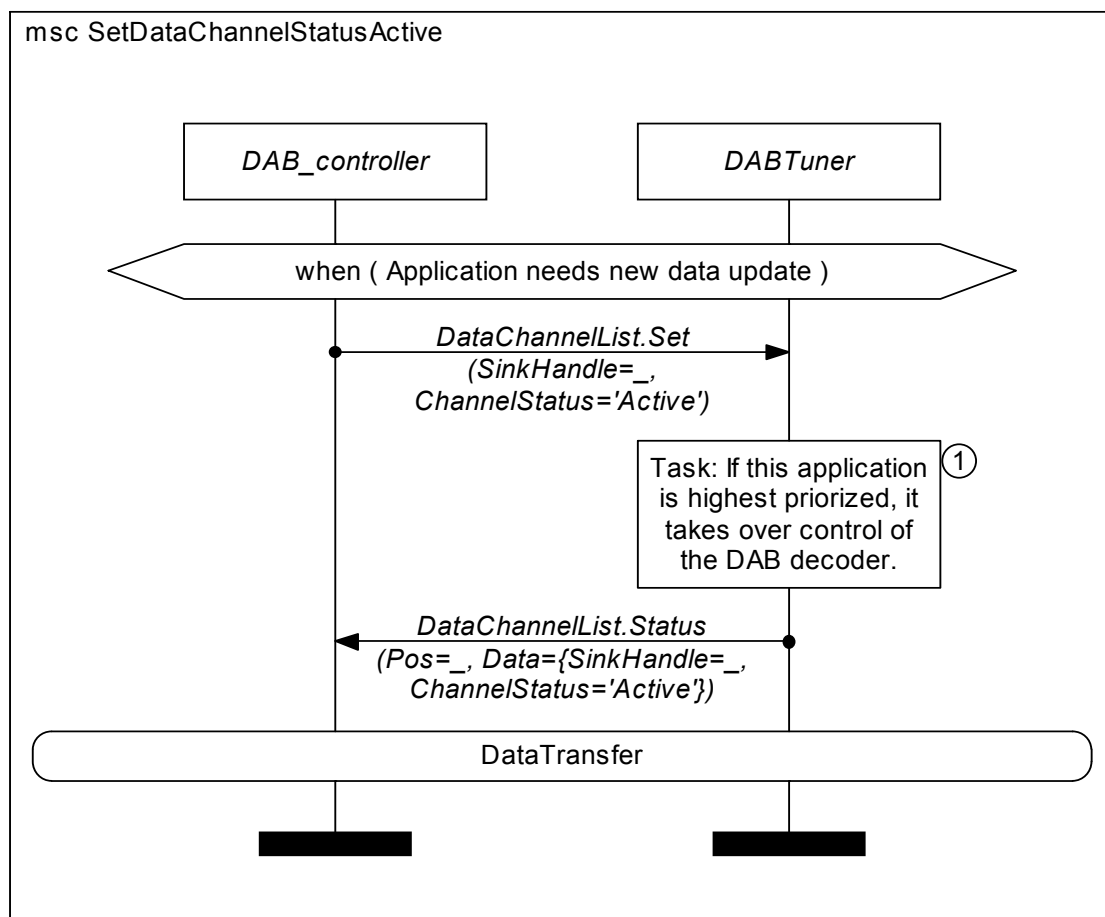 msc SetDataChannelStatusActive
DAB_controller
DABTuner
when ( Application needs new data update )
DataChannelList.Set
(SinkHandle=_,
ChannelStatus='Active')
Task: If this application
is highest priorized, it
takes over control of
the DAB decoder.
1
DataChannelList.Status
(Pos=_, Data={SinkHandle=_,
ChannelStatus='Active'})
DataTransfer